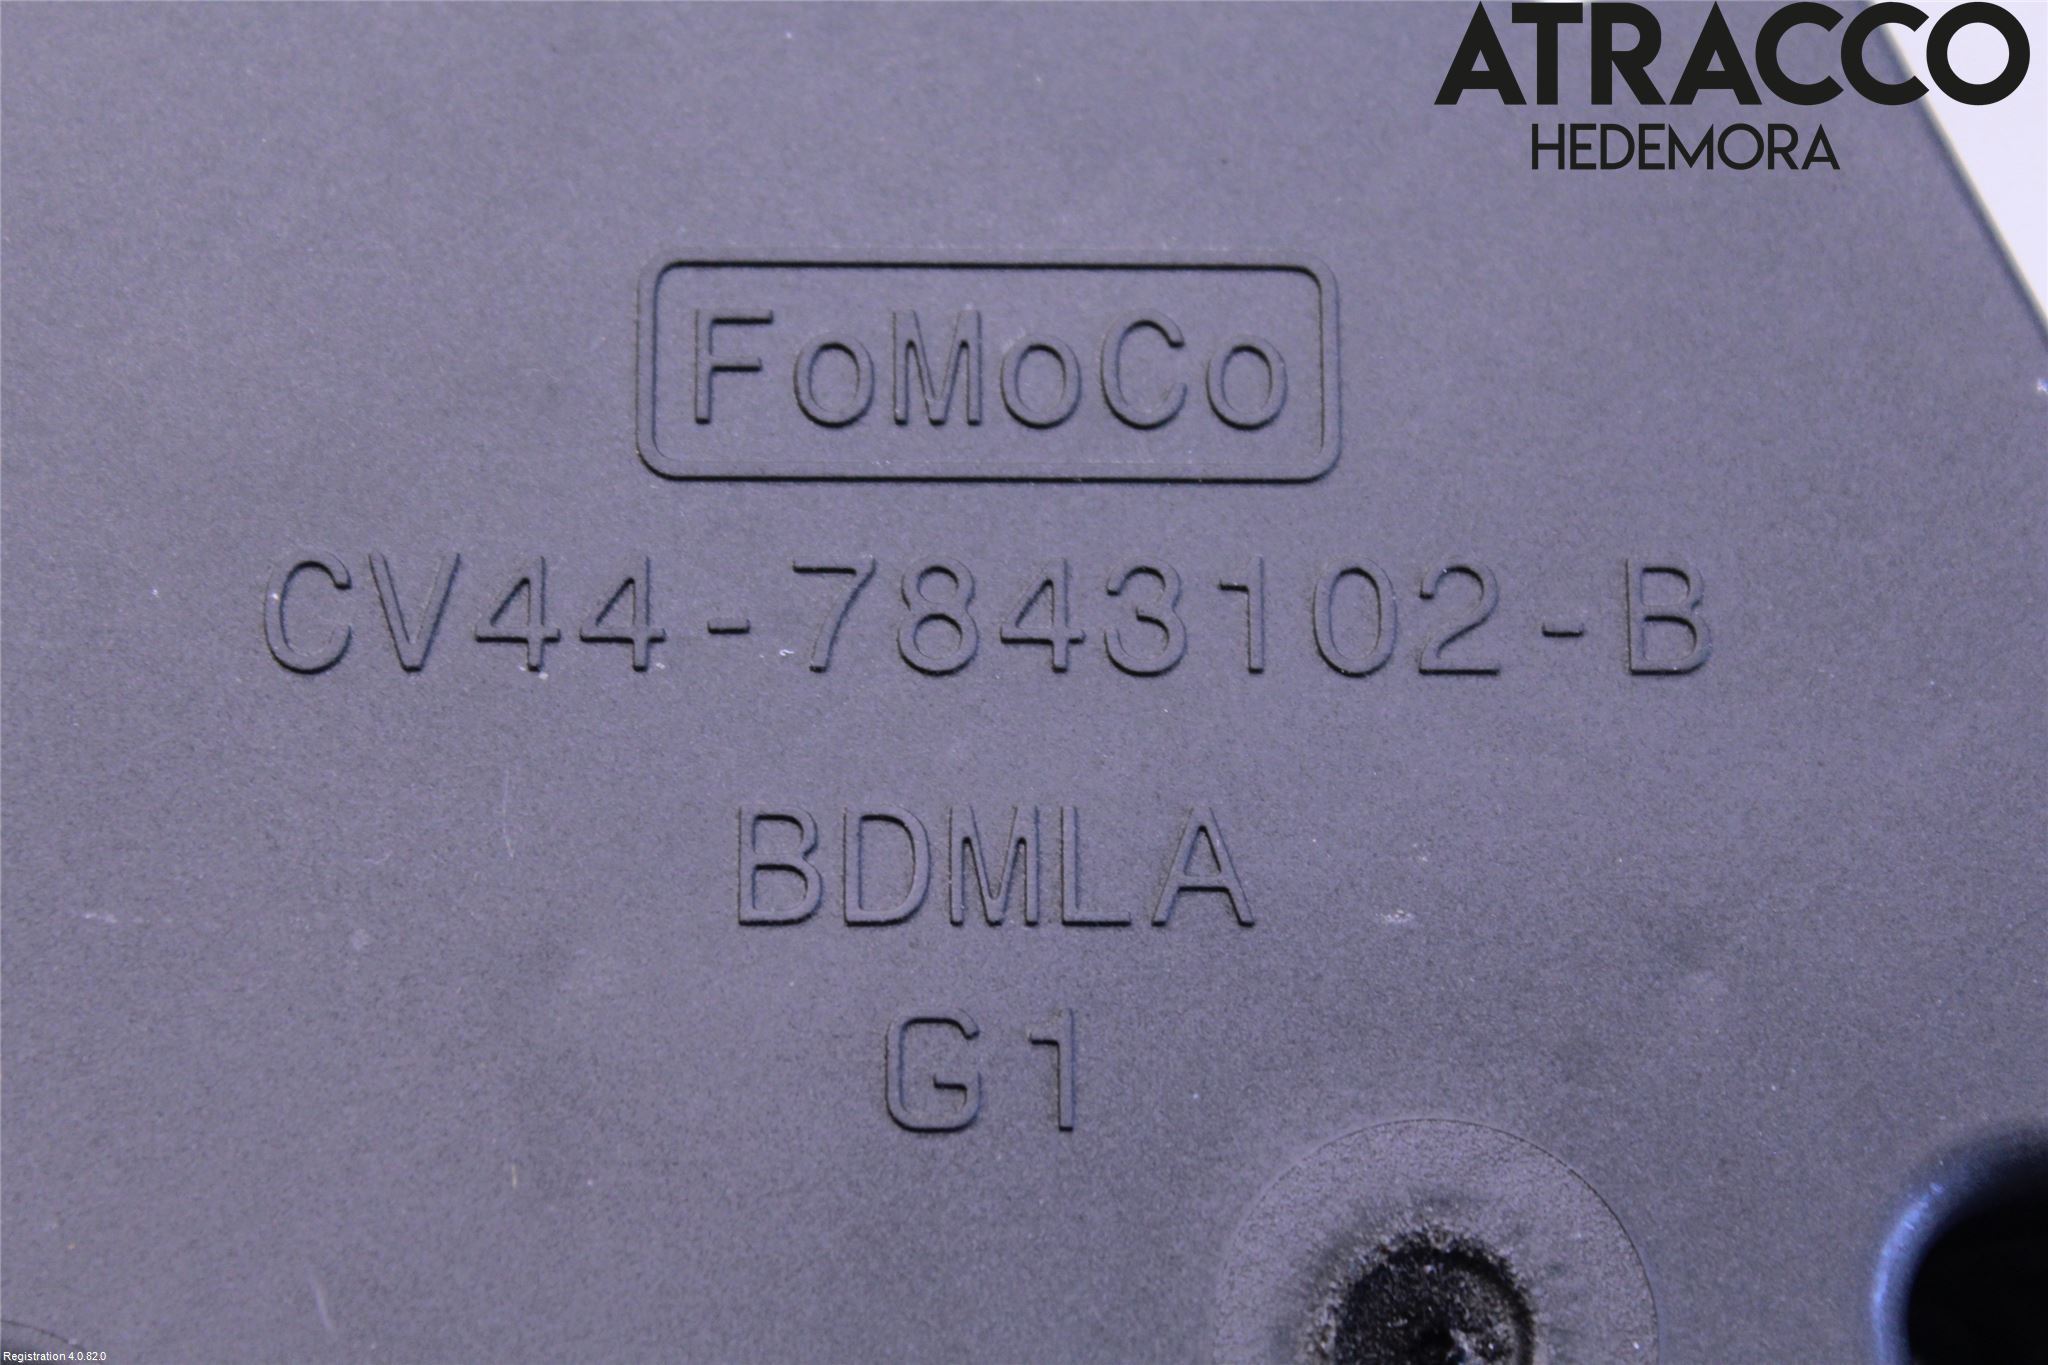 ATRACCO
HEDEMORA
FoMoCo
CV44-7843102-B
BDMLA
G1
Registration 4.0.82.0